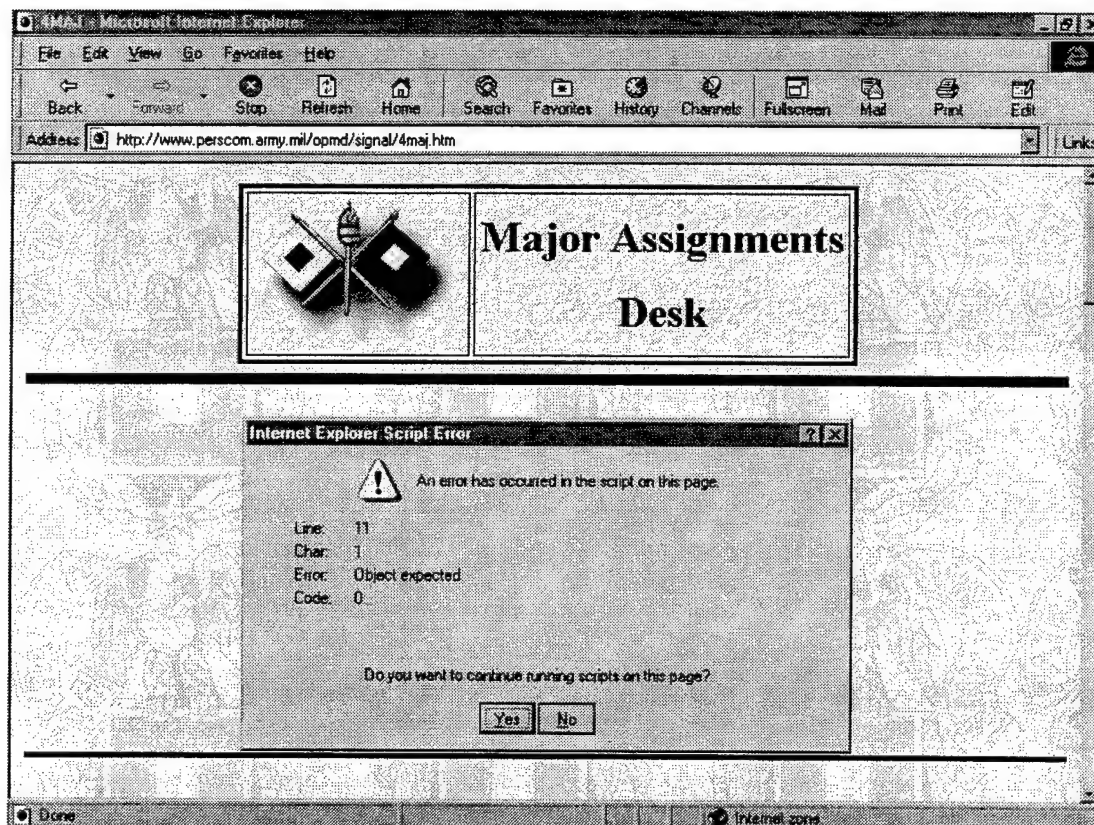 4MAJ - Microsoft Internet Explorer
File Edit View Go Favorites Help
Back Forward Stop Refresh Home Search Favorites History Channels Fullscreen Mail Print Edit
Address http://www.perscom.army.mil/opmd/signal/4maj.htm Links
Major Assignments
Desk
Internet Explorer Script Error
An error has occurred in the script on this page.
Line: 11
Char: 1
Error: Object expected
Code: 0
Do you want to continue running scripts on this page?
Yes No
Done Internet zone